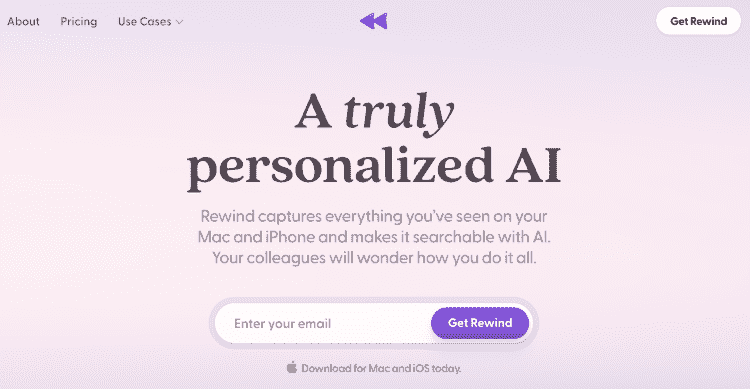 About
Pricing
Use Cases
Get Rewind
A truly
personalized AI
Rewind captures everything you've seen on your
Mac and iPhone and makes it searchable with AI.
Your colleagues will wonder how you do it all.
Enter your email
Get Rewind
Download for Mac and iOS today.